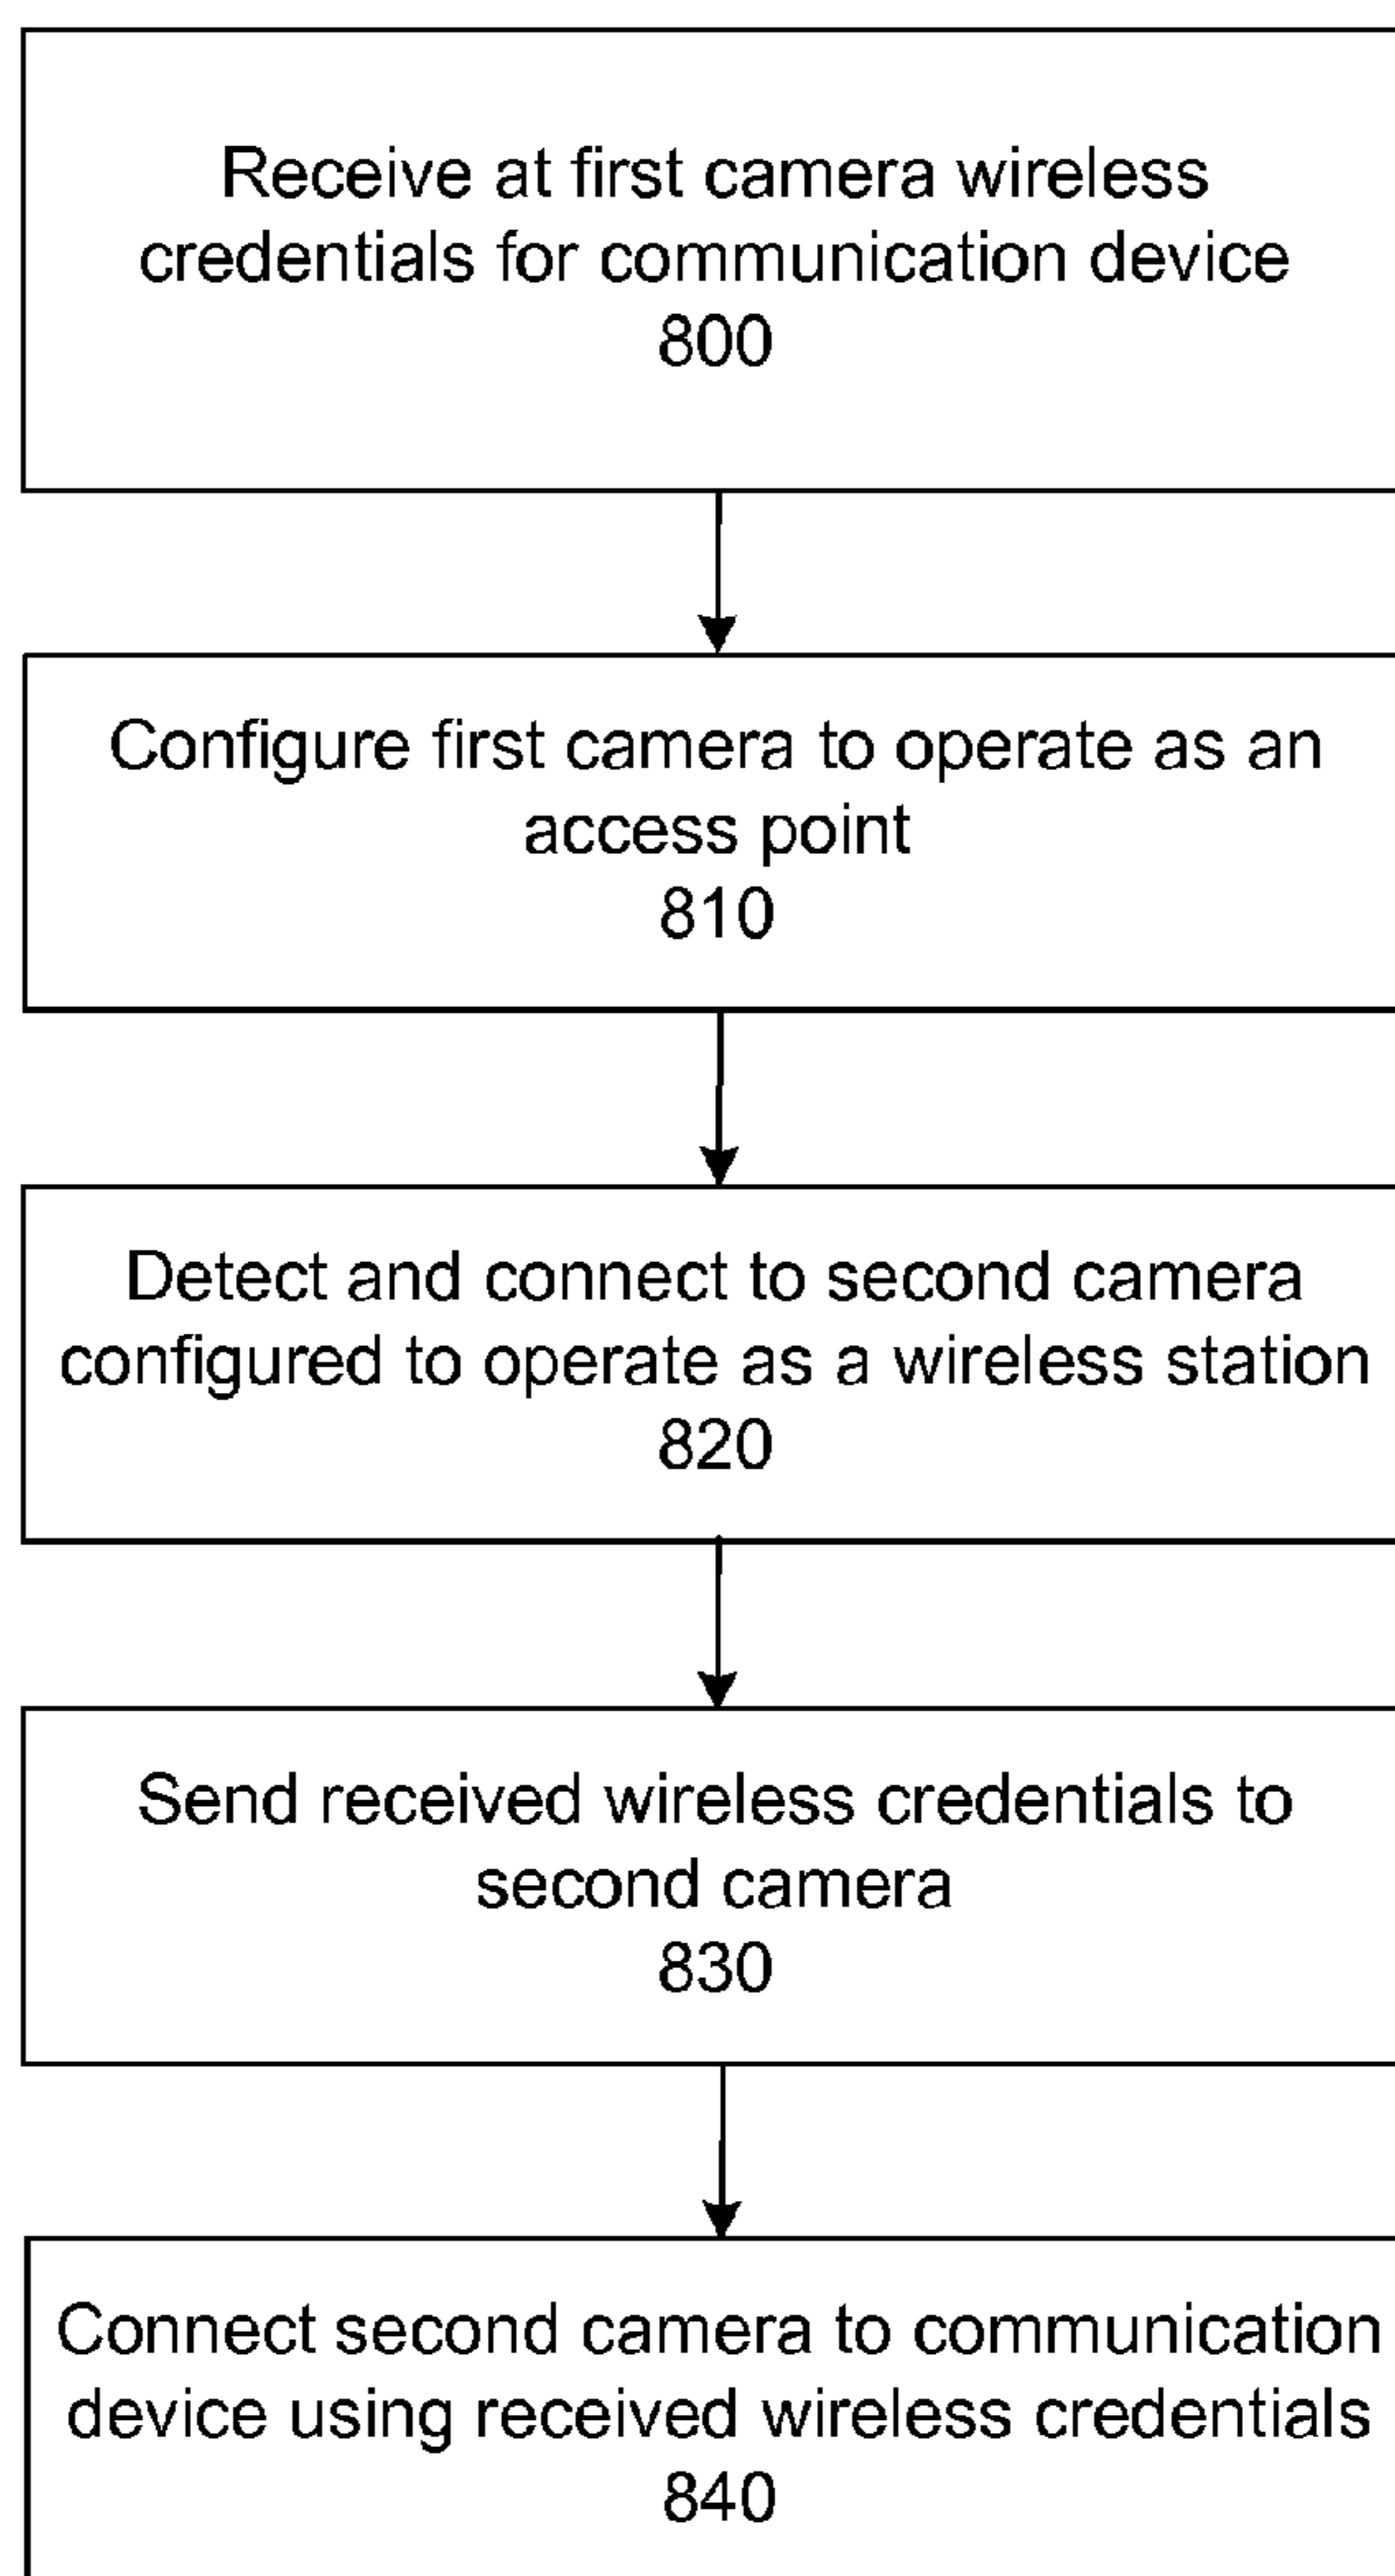 Receive at first camera wireless
credentials for communication device
800
Configure first camera to operate as an
access point
810
Detect and connect to second camera
configured to operate as a wireless station
820
Send received wireless credentials to
second camera
830
Connect second camera to communication
device using received wireless credentials
840